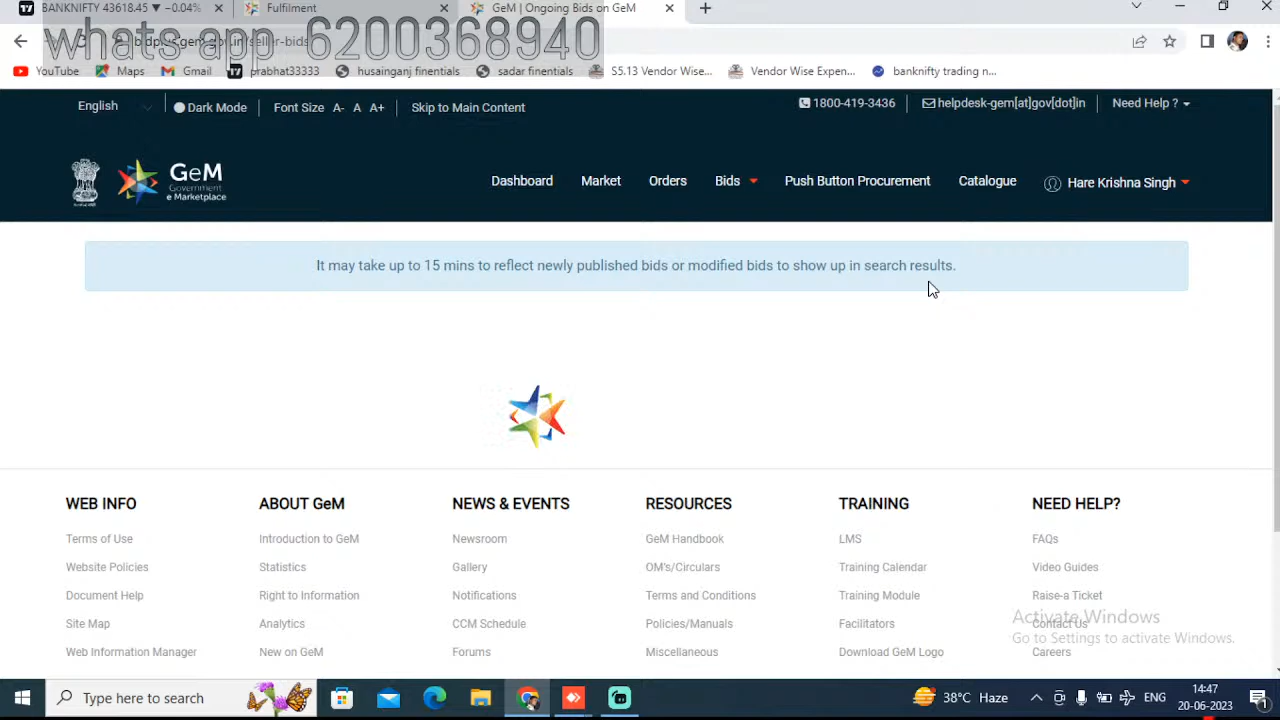 BANKNIFTY 43618.45 ▼ −0.04%
Fulfilment
GeM | Ongoing Bids on GeM
whats app 6200368940
seller-bids
YouTube Maps Gmail prabhat33333 husainganj finentials sadar finentials S5.13 Vendor Wise... Vendor Wise Expen... banknifty trading n...
English Dark Mode Font Size A- A A+ Skip to Main Content 1800-419-3436 helpdesk-gem[at]gov[dot]in Need Help ?
GeM
Government
e Marketplace
Dashboard Market Orders Bids Push Button Procurement Catalogue Hare Krishna Singh
It may take up to 15 mins to reflect newly published bids or modified bids to show up in search results.
WEB INFO ABOUT GeM NEWS & EVENTS RESOURCES TRAINING NEED HELP?
Terms of Use Introduction to GeM Newsroom GeM Handbook LMS FAQs
Website Policies Statistics Gallery OM's/Circulars Training Calendar Video Guides
Document Help Right to Information Notifications Terms and Conditions Training Module Raise-a Ticket
Site Map Analytics CCM Schedule Policies/Manuals Facilitators Contact Us
Web Information Manager New on GeM Forums Miscellaneous Download GeM Logo Careers
Activate Windows
Go to Settings to activate Windows.
Type here to search
38°C Haze
ENG
14:47
20-06-2023
1